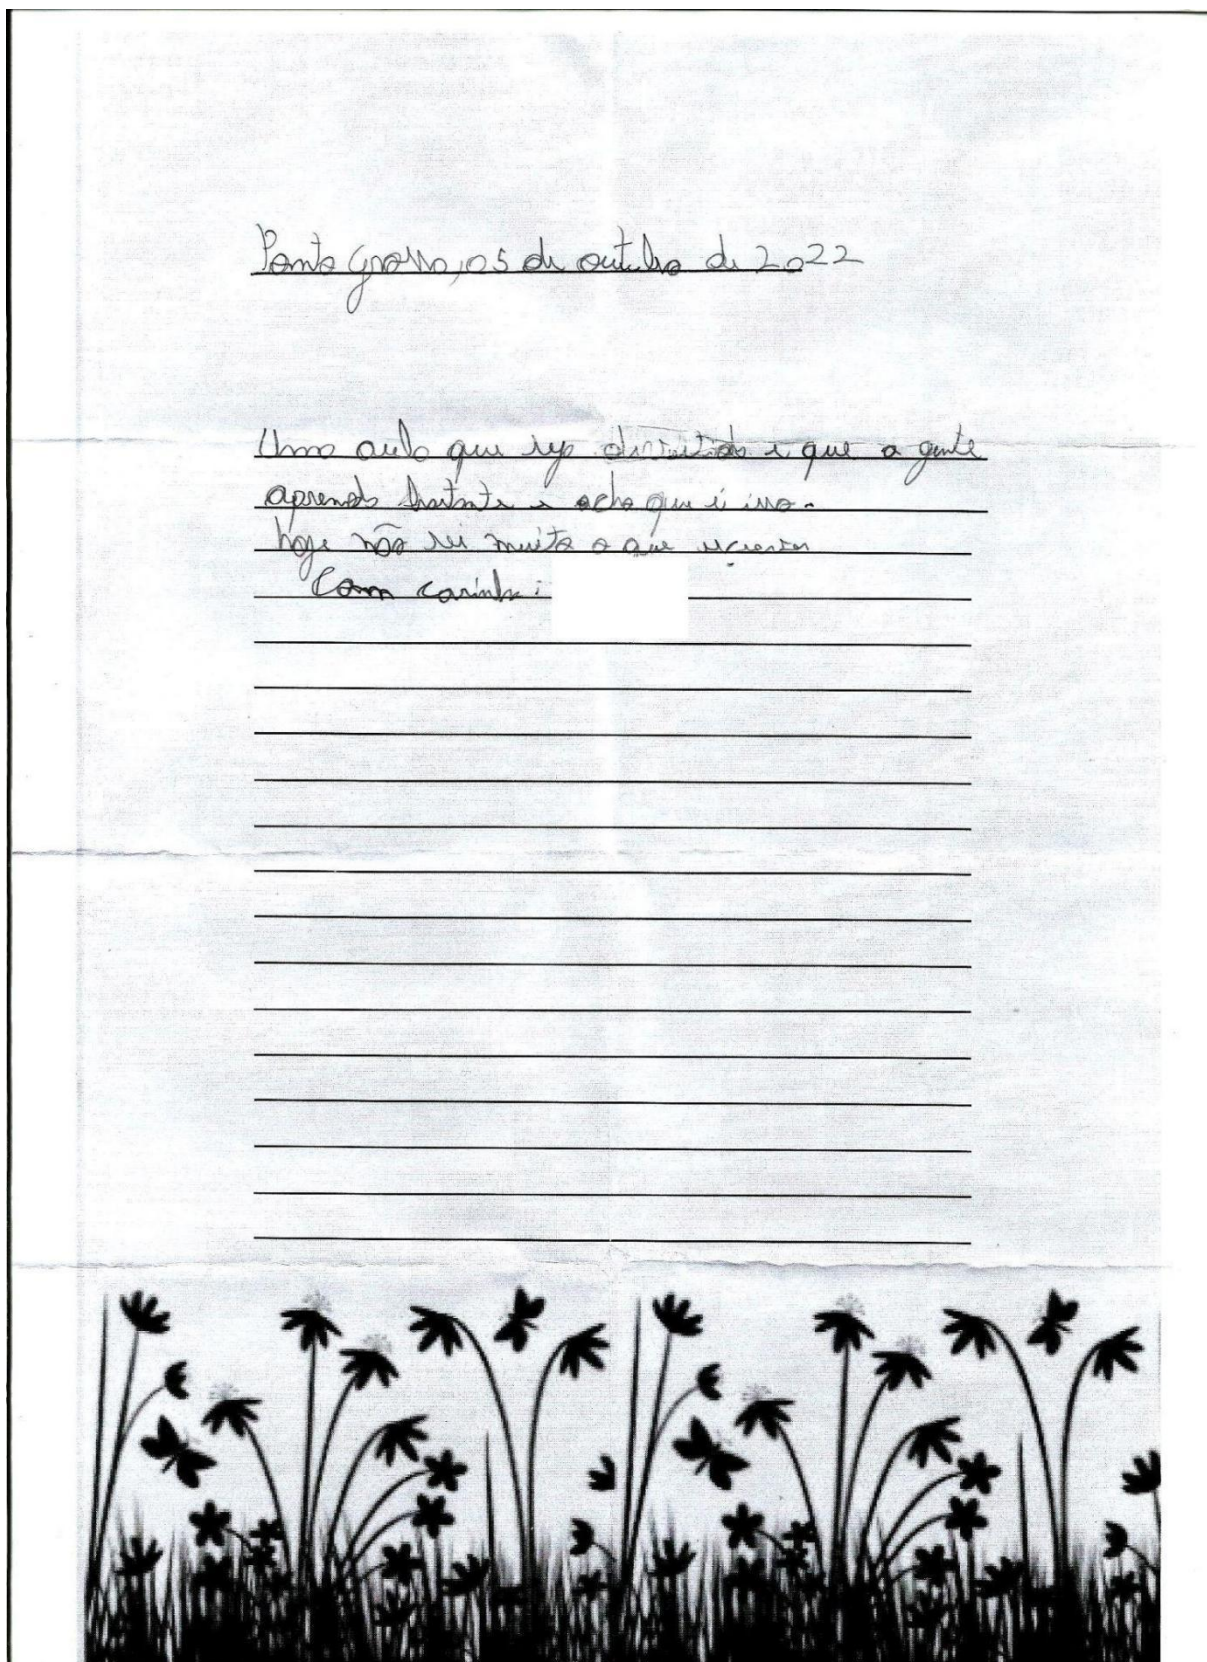 Ponta Grossa, 05 de outubro de 2022
Uma aula que seja divertida e que a gente
aprenda bastante e acho que é isso.
hoje não sei muito o que escrever
Com carinho: